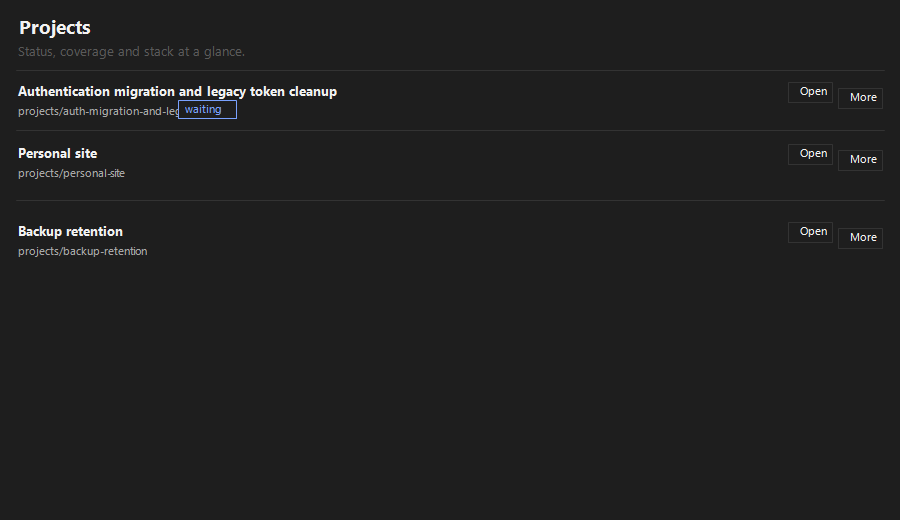 Projects
Status, coverage and stack at a glance.
Authentication migration and legacy token cleanup
Open
More
projects/auth-migration-and-leg
waiting
Personal site
Open
More
projects/personal-site
Backup retention
Open
More
projects/backup-retention